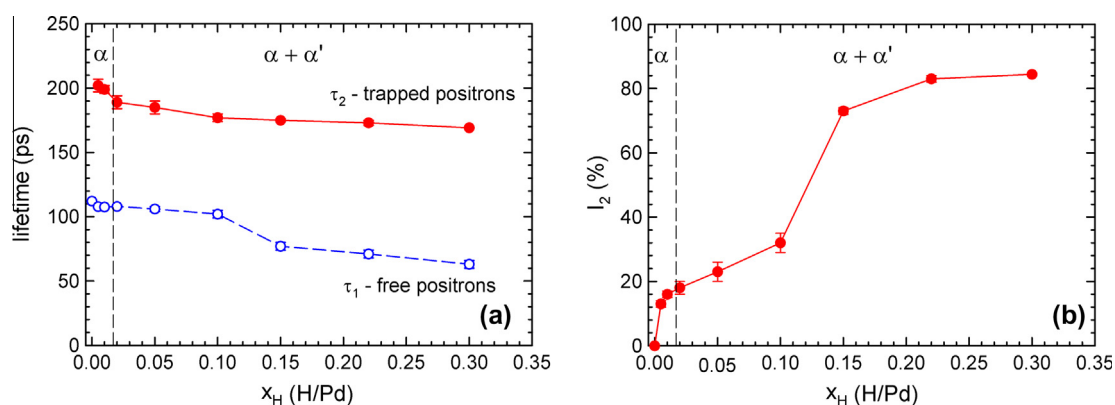 250
200
150
100
50
0
lifetime (ps)
α
α + α'
τ2 - trapped positrons
τ1 - free positrons
(a)
0.00 0.05 0.10 0.15 0.20 0.25 0.30 0.35
xH (H/Pd)
100
80
60
40
20
0
I2 (%)
α
α + α'
(b)
0.00 0.05 0.10 0.15 0.20 0.25 0.30 0.35
xH (H/Pd)